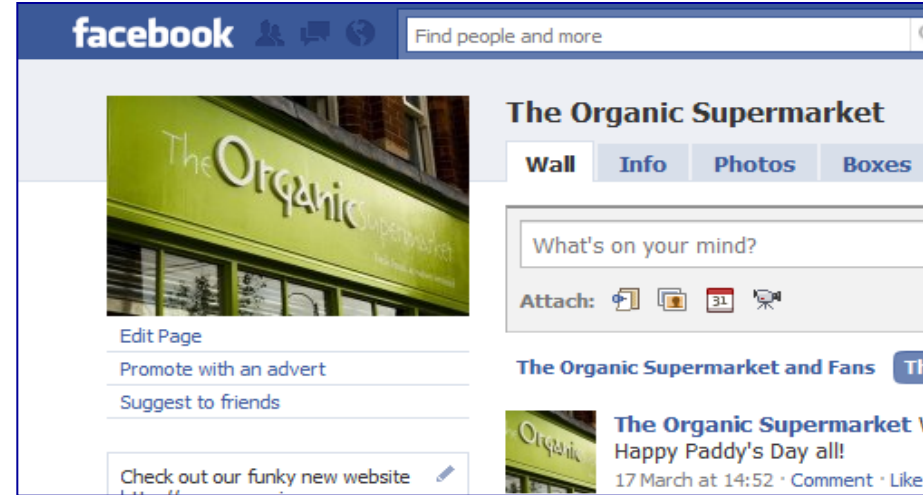 facebook
Find people and more
The Organic Supermarket
Wall Info Photos Boxes
The Organic Supermarket
What's on your mind?
Attach: 31
Edit Page
Promote with an advert
Suggest to friends
The Organic Supermarket and Fans
Organic
The Organic Supermarket
Happy Paddy's Day all!
17 March at 14:52 · Comment · Like
Check out our funky new website